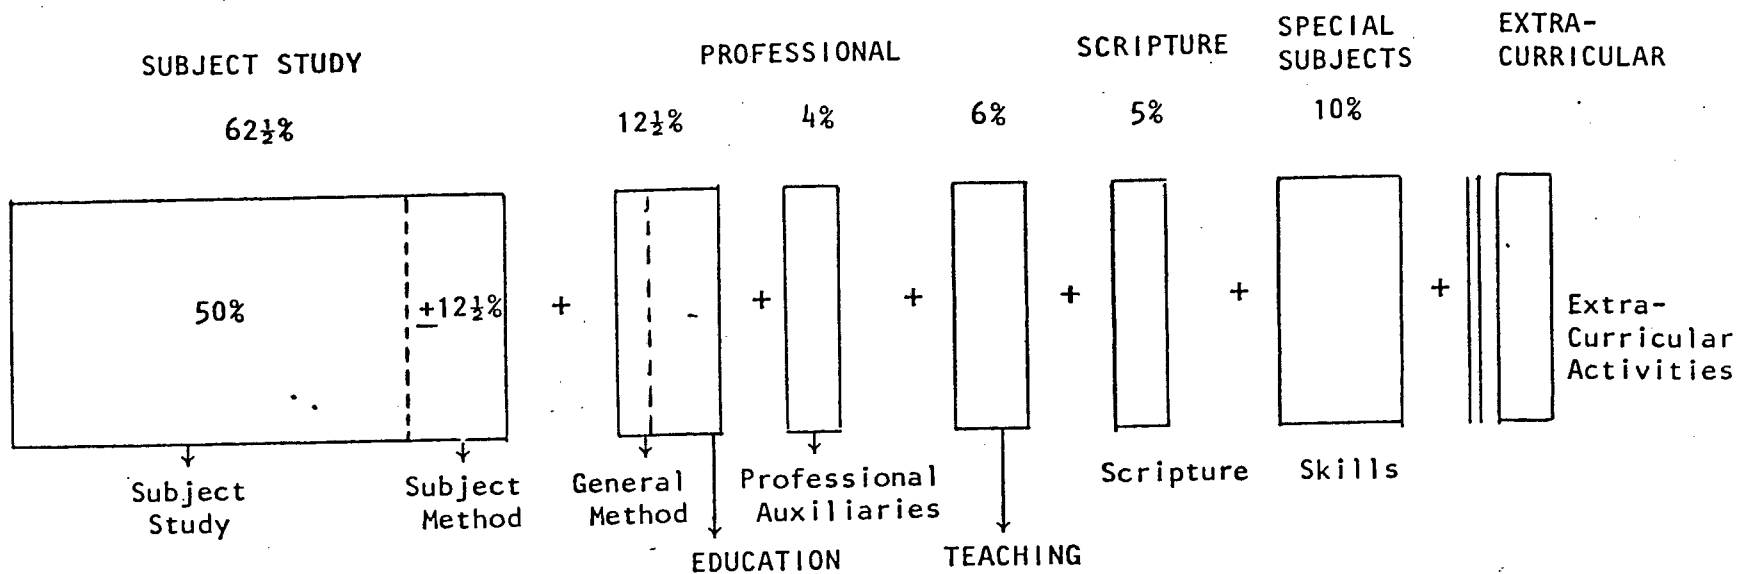 SUBJECT STUDY
PROFESSIONAL
SCRIPTURE
SPECIAL
SUBJECTS
EXTRA-
CURRICULAR
62½%
12½%
4%
6%
5%
10%
50%
±12½%
+
+
+
+
+
+
Extra-
Curricular
Activities
Subject
Study
Subject
Method
General
Method
Professional
Auxiliaries
Scripture
Skills
EDUCATION
TEACHING